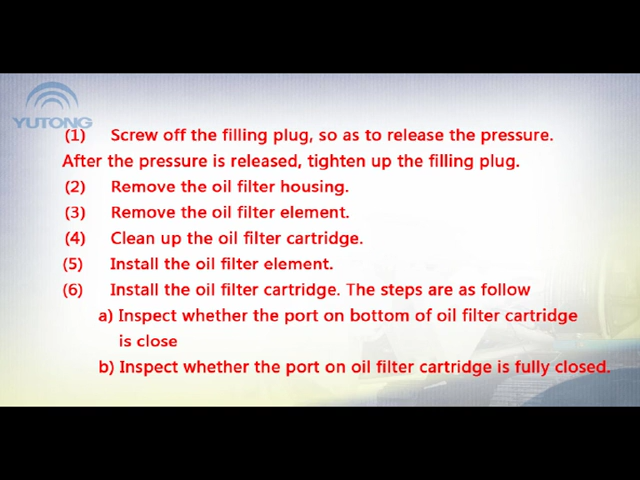 YUTONG
(1) Screw off the filling plug, so as to release the pressure.
After the pressure is released, tighten up the filling plug.
(2) Remove the oil filter housing.
(3) Remove the oil filter element.
(4) Clean up the oil filter cartridge.
(5) Install the oil filter element.
(6) Install the oil filter cartridge. The steps are as follow
a) Inspect whether the port on bottom of oil filter cartridge
is close
b) Inspect whether the port on oil filter cartridge is fully closed.